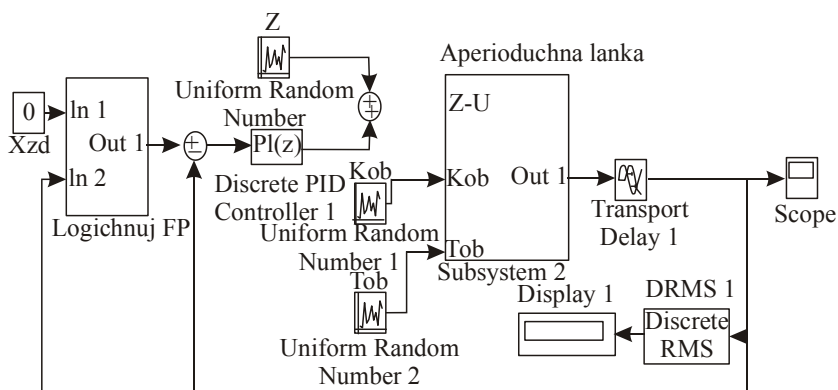 Z
Aperioduchna lanka
Uniform Random
Number
0
Xzd
ln 1
Out 1
ln 2
Logichnuj FP
±
PI(z)
Discrete PID
Controller 1
Kob
Uniform Random
Number 1
Tob
Uniform Random
Number 2
Z-U
Kob
Out 1
Tob
Subsystem 2
Transport
Delay 1
Scope
Display 1
DRMS 1
Discrete
RMS